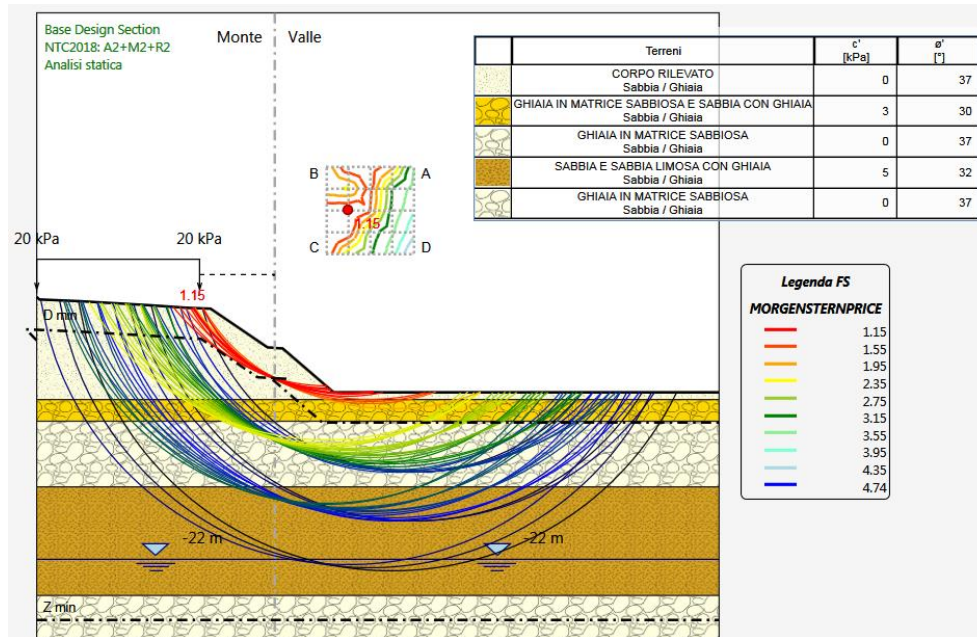 Base Design Section
NTC2018: A2+M2+R2
Analisi statica
Monte
Valle
Terreni
c'
[kPa]
ø'
[°]
CORPO RILEVATO
Sabbia / Ghiaia
0
37
GHIAIA IN MATRICE SABBIOSA E SABBIA CON GHIAIA
Sabbia / Ghiaia
3
30
GHIAIA IN MATRICE SABBIOSA
Sabbia / Ghiaia
0
37
SABBIA E SABBIA LIMOSA CON GHIAIA
Sabbia / Ghiaia
5
32
GHIAIA IN MATRICE SABBIOSA
Sabbia / Ghiaia
0
37
B
A
1.15
C
D
20 kPa
20 kPa
1.15
D min
Legenda FS
MORGENSTERNPRICE
1.15
1.55
1.95
2.35
2.75
3.15
3.55
3.95
4.35
4.74
-22 m
-22 m
Z min